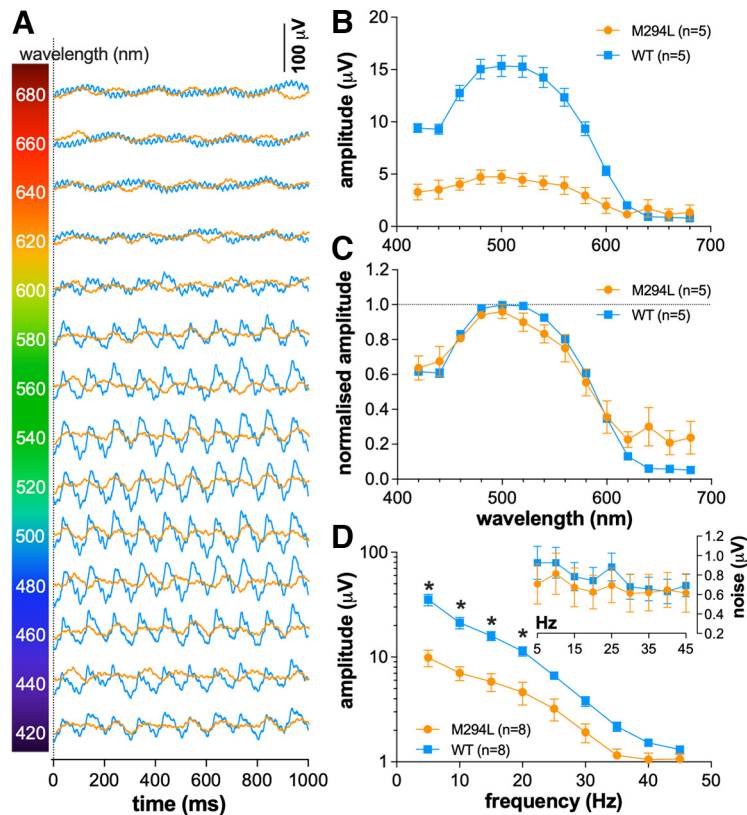 A
wavelength (nm)
100 µV
680
660
640
620
600
580
560
540
520
500
480
460
440
420
0 200 400 600 800 1000
time (ms)
B
M294L (n=5)
WT (n=5)
amplitude (µV)
20
15
10
5
0
400 500 600 700
C
M294L (n=5)
WT (n=5)
normalised amplitude
1.2
1.0
0.8
0.6
0.4
0.2
0.0
400 500 600 700
wavelength (nm)
D
amplitude (µV)
100
10
1
* * * *
M294L (n=8)
WT (n=8)
0 10 20 30 40 50
frequency (Hz)
Hz
5 15 25 35 45
1.2
1.0
0.8
0.6
0.4
0.2
noise (µV)